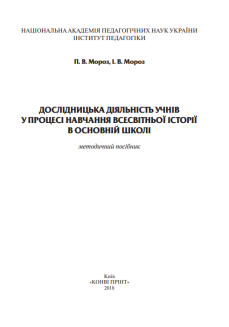 НАЦІОНАЛЬНА АКАДЕМІЯ ПЕДАГОГІЧНИХ НАУК УКРАЇНИ
ІНСТИТУТ ПЕДАГОГІКИ
П. В. Мороз, І. В. Мороз
ДОСЛІДНИЦЬКА ДІЯЛЬНІСТЬ УЧНІВ
У ПРОЦЕСІ НАВЧАННЯ ВСЕСВІТНЬОЇ ІСТОРІЇ
В ОСНОВНІЙ ШКОЛІ
методичний посібник
Київ
«КОНВІ ПРІНТ»
2018